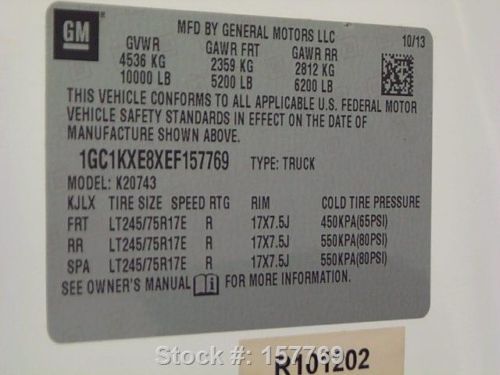 GM
MFD BY GENERAL MOTORS LLC
GVWR GAWR FRT GAWR RR 10/13
4536 KG 2359 KG 2812 KG
10000 LB 5200 LB 6200 LB
THIS VEHICLE CONFORMS TO ALL APPLICABLE U.S. FEDERAL MOTOR
VEHICLE SAFETY STANDARDS IN EFFECT ON THE DATE OF
MANUFACTURE SHOWN ABOVE.
1GC1KXE8XEF157769 TYPE: TRUCK
MODEL: K20743
KJLX TIRE SIZE SPEED RTG RIM COLD TIRE PRESSURE
FRT LT245/75R17E R 17X7.5J 450KPA(65PSI)
RR LT245/75R17E R 17X7.5J 550KPA(80PSI)
SPA LT245/75R17E R 17X7.5J 550KPA(80PSI)
SEE OWNER'S MANUAL FOR MORE INFORMATION.
Stock #: 157769
R101202